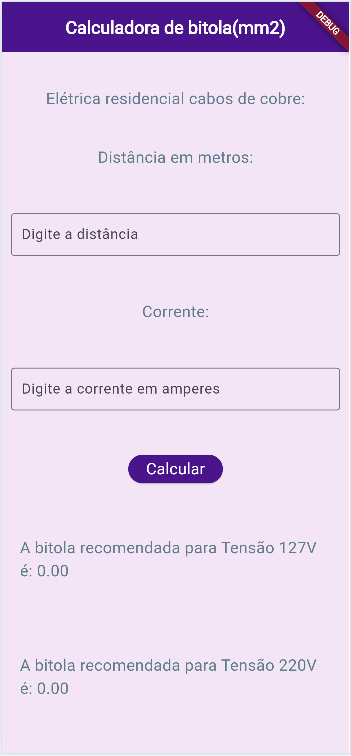 Calculadora de bitola(mm2)
DEBUG
Elétrica residencial cabos de cobre:
Distância em metros:
Digite a distância
Corrente:
Digite a corrente em amperes
Calcular
A bitola recomendada para Tensão 127V
é: 0.00
A bitola recomendada para Tensão 220V
é: 0.00